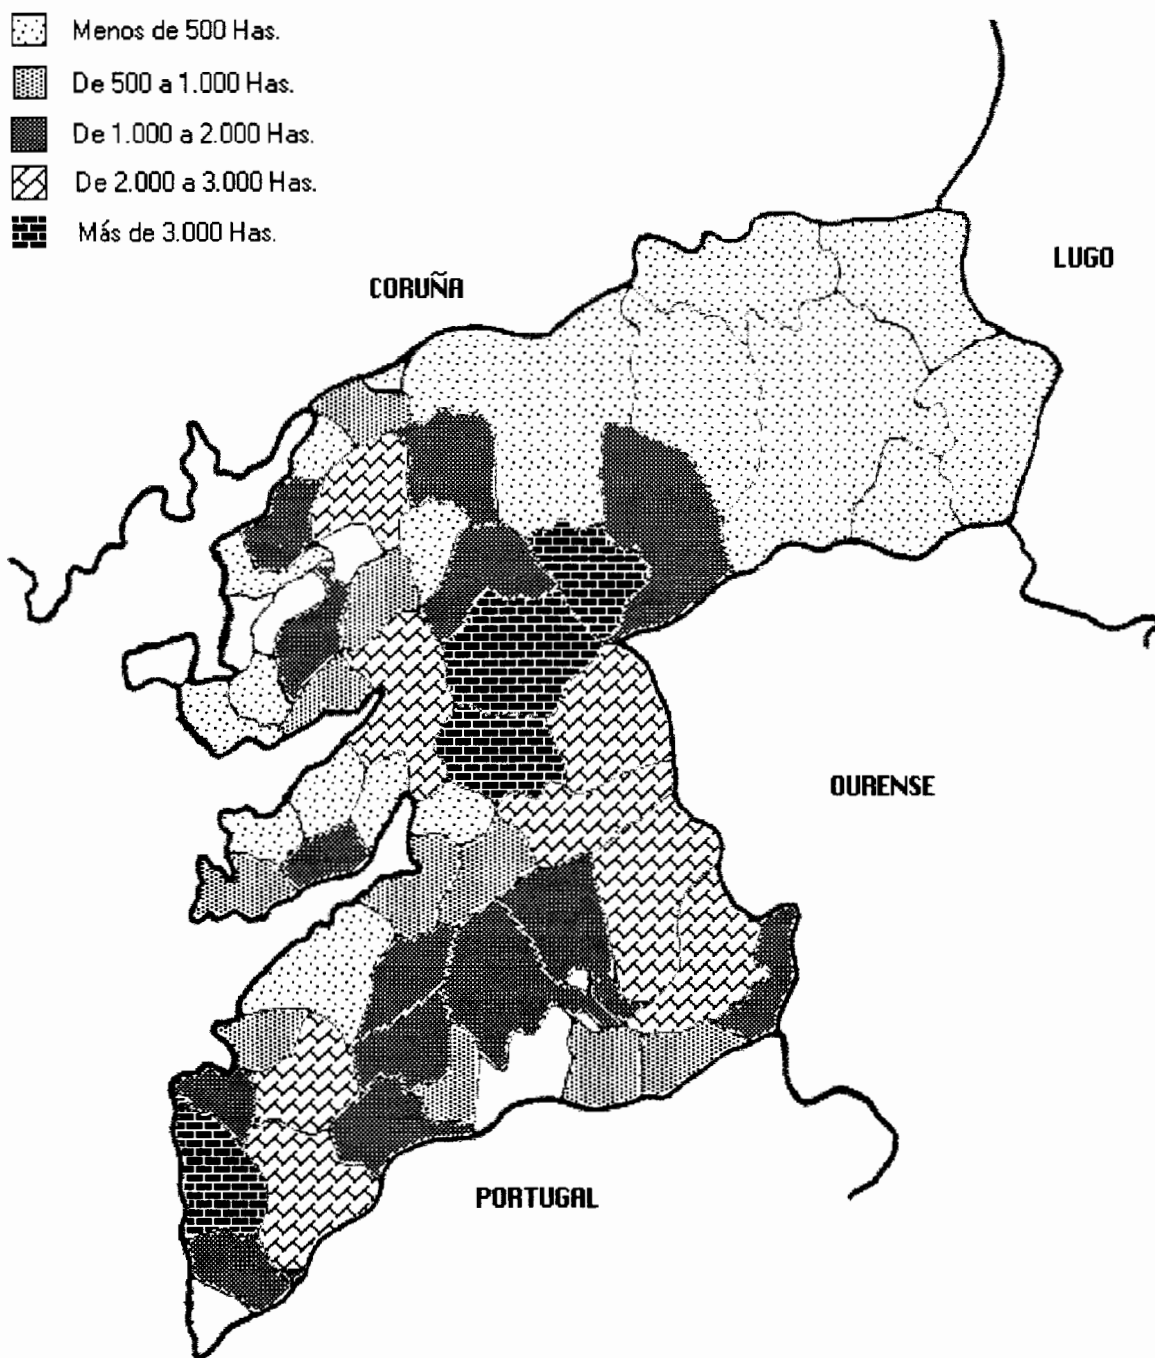 Menos de 500 Has.
De 500 a 1.000 Has.
De 1.000 a 2.000 Has.
De 2.000 a 3.000 Has.
Más de 3.000 Has.
LUGO
CORUÑA
OURENSE
PORTUGAL